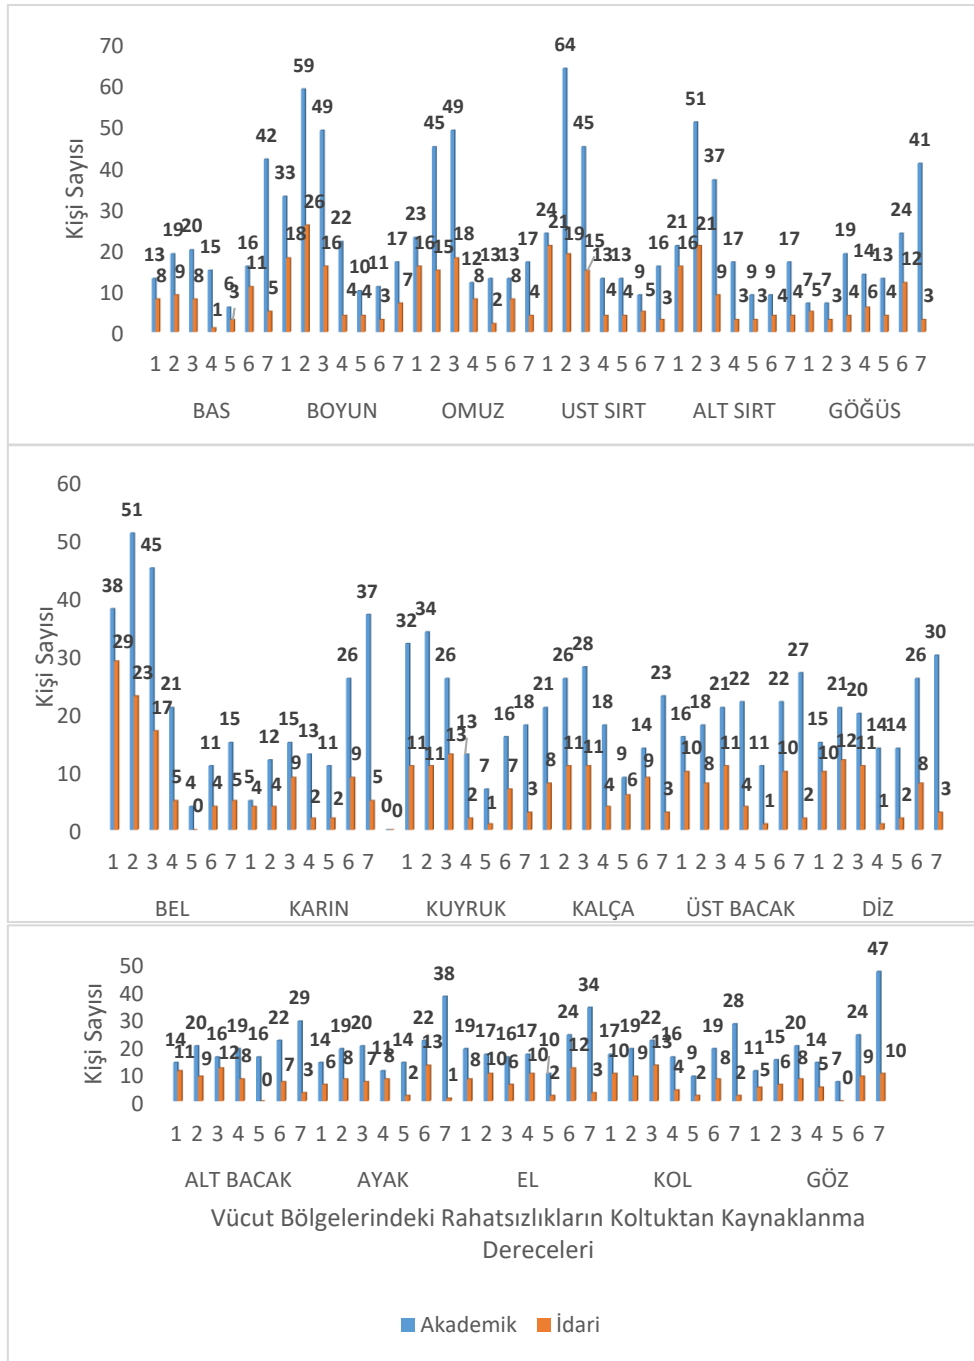 70
60
50
40
30
20
10
0
Kişi Sayısı
13 19 20 15 6 16 42 33 59 49 22 10 11 17 23 45 49 12 13 13 17 24 64 45 13 13 9 16 21 51 37 17 9 9 17 7 7 19 14 13 24 41
8 9 8 1 3 11 5 18 26 16 4 4 3 7 16 15 18 8 2 8 4 21 19 15 4 4 5 3 16 21 9 3 3 4 4 5 3 4 6 4 12 3
1 2 3 4 5 6 7 1 2 3 4 5 6 7 1 2 3 4 5 6 7 1 2 3 4 5 6 7 1 2 3 4 5 6 7 1 2 3 4 5 6 7
BAS BOYUN OMUZ UST SIRT ALT SIRT GÖĞÜS
60
50
40
30
20
10
0
Kişi Sayısı
38 51 45 21 4 11 15 5 12 15 13 11 26 37 0 32 34 26 13 7 16 18 21 26 28 18 9 14 23 16 18 21 22 11 22 27 15 21 20 14 14 26 30
29 23 17 5 0 4 5 4 4 9 2 2 9 5 0 11 11 13 2 1 7 3 8 11 11 4 6 9 3 10 8 11 4 1 10 2 10 12 11 1 2 8 3
1 2 3 4 5 6 7 1 2 3 4 5 6 7 1 2 3 4 5 6 7 1 2 3 4 5 6 7 1 2 3 4 5 6 7 1 2 3 4 5 6 7
BEL KARIN KUYRUK KALÇA ÜST BACAK DİZ
50
40
30
20
10
0
Kişi Sayısı
14 20 16 19 16 22 29 14 19 20 11 14 22 38 19 17 16 17 10 24 34 17 19 22 16 9 19 28 11 15 20 14 7 24 47
11 9 12 8 0 7 3 6 8 7 8 2 13 1 8 10 6 10 2 12 3 10 9 13 4 2 8 2 5 6 8 5 0 9 10
1 2 3 4 5 6 7 1 2 3 4 5 6 7 1 2 3 4 5 6 7 1 2 3 4 5 6 7 1 2 3 4 5 6 7
ALT BACAK AYAK EL KOL GÖZ
Vücut Bölgelerindeki Rahatsızlıkların Koltuktan Kaynaklanma
Dereceleri
Akademik İdari